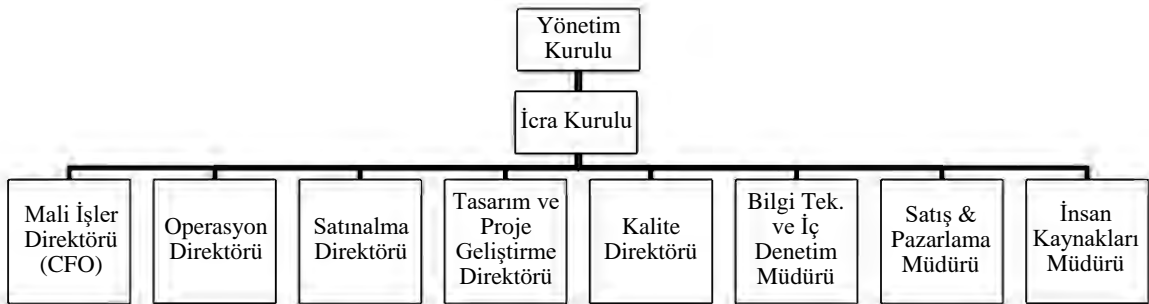 Yönetim
Kurulu
İcra Kurulu
Mali İşler
Direktörü
(CFO)
Operasyon
Direktörü
Satınalma
Direktörü
Tasarım ve
Proje
Geliştirme
Direktörü
Kalite
Direktörü
Bilgi Tek.
ve İç
Denetim
Müdürü
Satış &
Pazarlama
Müdürü
İnsan
Kaynakları
Müdürü